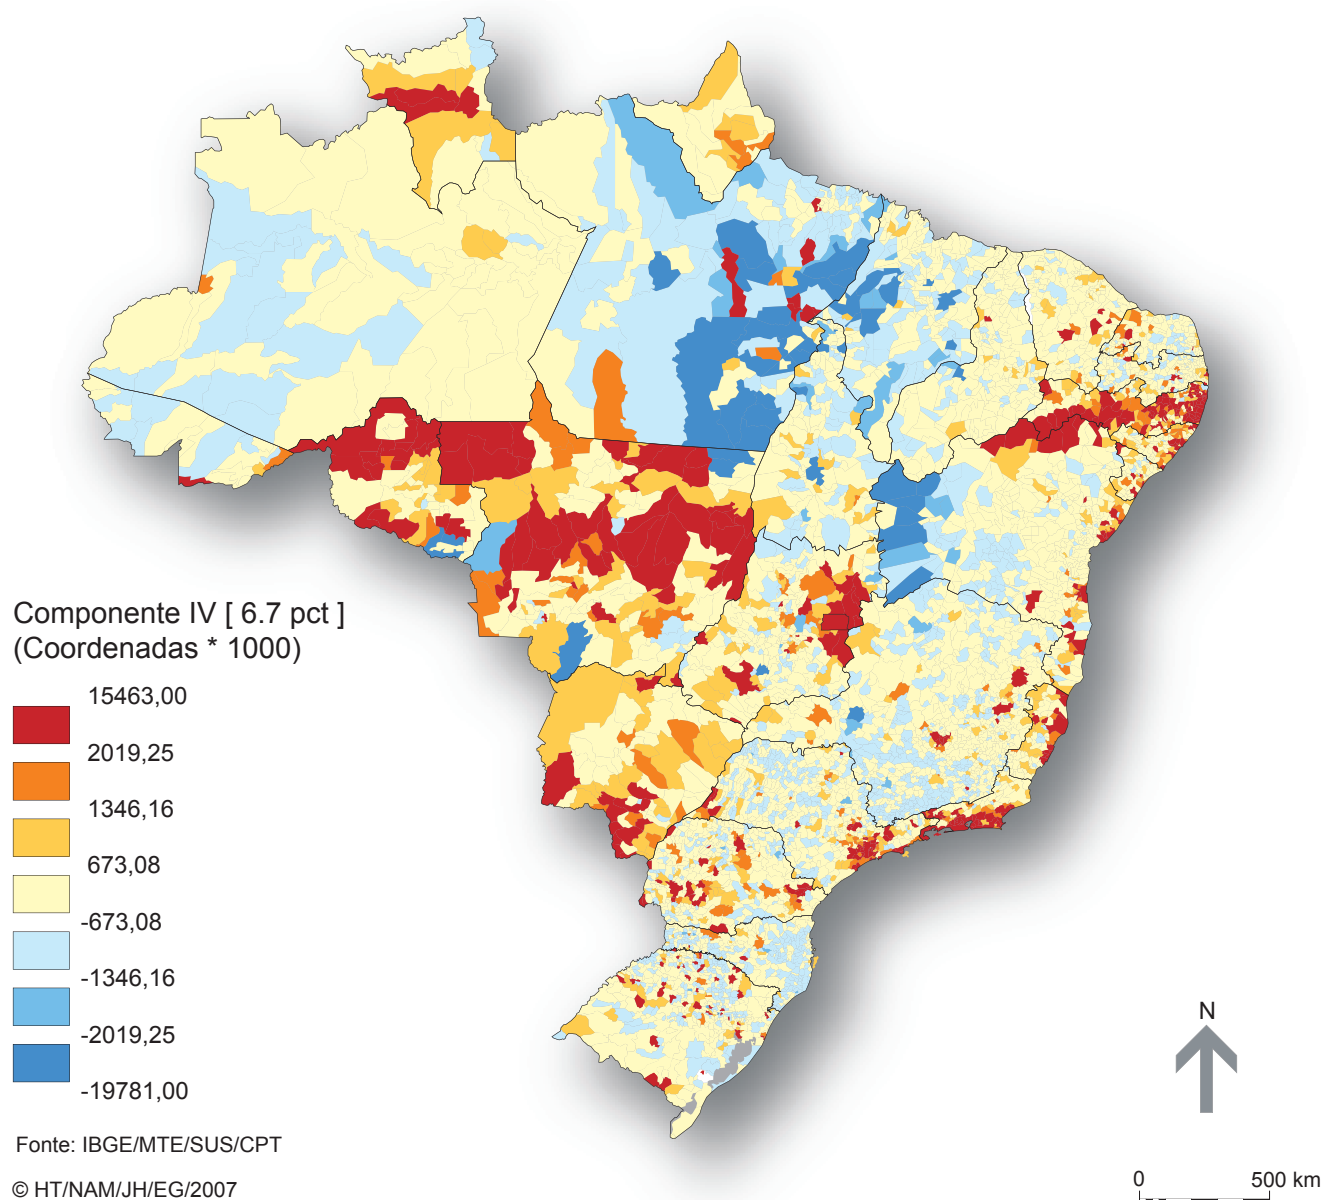 Componente IV [ 6.7 pct ]
(Coordenadas * 1000)
15463,00
2019,25
1346,16
673,08
-673,08
-1346,16
-2019,25
-19781,00
Fonte: IBGE/MTE/SUS/CPT
© HT/NAM/JH/EG/2007
N
0 500 km